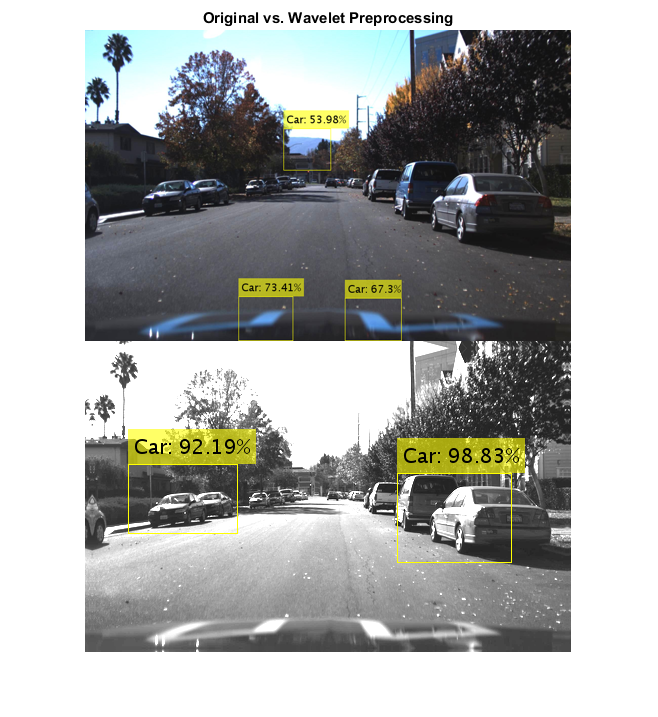 Original vs. Wavelet Preprocessing
Car: 53.98%
Car: 73.41%
Car: 67.3%
Car: 92.19%
Car: 98.83%